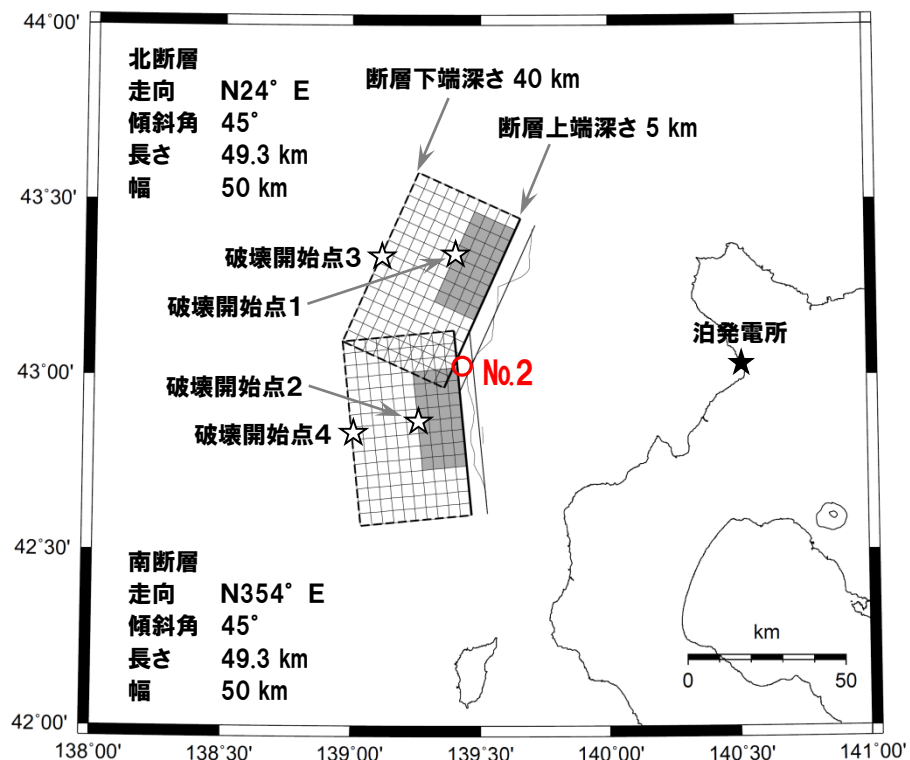 44°00'
北断層
走向 N24°E
傾斜角 45°
長さ 49.3 km
幅 50 km
断層下端深さ 40 km
断層上端深さ 5 km
43°30'
破壊開始点3
破壊開始点1
泊発電所
43°00'
No.2
破壊開始点2
破壊開始点4
42°30'
南断層
走向 N354°E
傾斜角 45°
長さ 49.3 km
幅 50 km
km
0 50
42°00'
138°00' 138°30' 139°00' 139°30' 140°00' 140°30' 141°00'